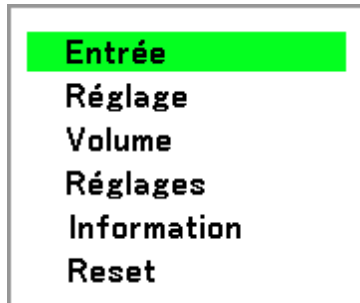 Entrée
Réglage
Volume
Réglages
Information
Reset